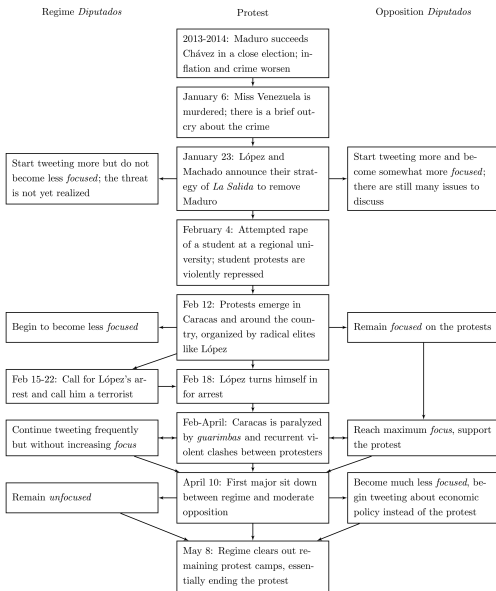 Regime Diputados
Protest
Opposition Diputados
2013-2014: Maduro succeeds
Chávez in a close election; in-
flation and crime worsen
January 6: Miss Venezuela is
murdered; there is a brief out-
cry about the crime
Start tweeting more but do not
become less focused; the threat
is not yet realized
January 23: López and
Machado announce their strat-
egy of La Salida to remove
Maduro
Start tweeting more and be-
come somewhat more focused;
there are still many issues to
discuss
February 4: Attempted rape
of a student at a regional uni-
versity; student protests are
violently repressed
Begin to become less focused
Feb 12: Protests emerge in
Caracas and around the coun-
try, organized by radical elites
like López
Remain focused on the protests
Feb 15-22: Call for López's ar-
rest and call him a terrorist
Feb 18: López turns himself in
for arrest
Continue tweeting frequently
but without increasing focus
Feb-April: Caracas is paralyzed
by guarimbas and recurrent vi-
olent clashes between protesters
Reach maximum focus, support
the protest
Remain unfocused
April 10: First major sit down
between regime and moderate
opposition
Become much less focused, be-
gin tweeting about economic
policy instead of the protest
May 8: Regime clears out re-
maining protest camps, essen-
tially ending the protest